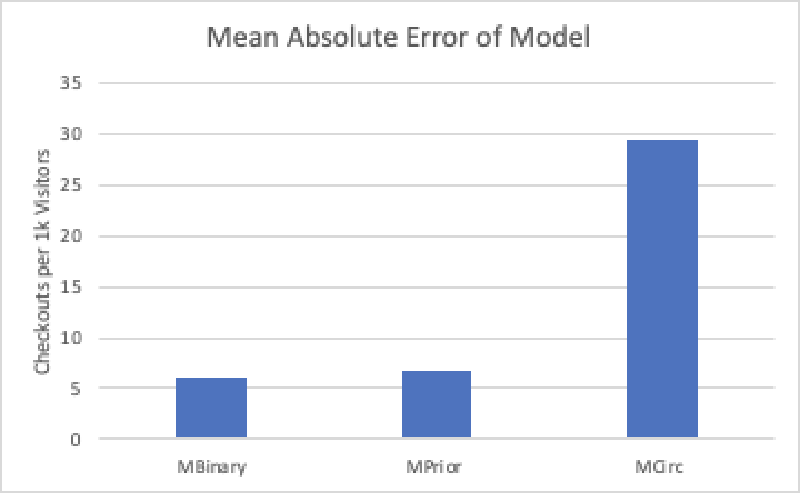 Mean Absolute Error of Model
Checkouts per 1k Visitors
35
30
25
20
15
10
5
0
MBinary
MPrior
MCirc